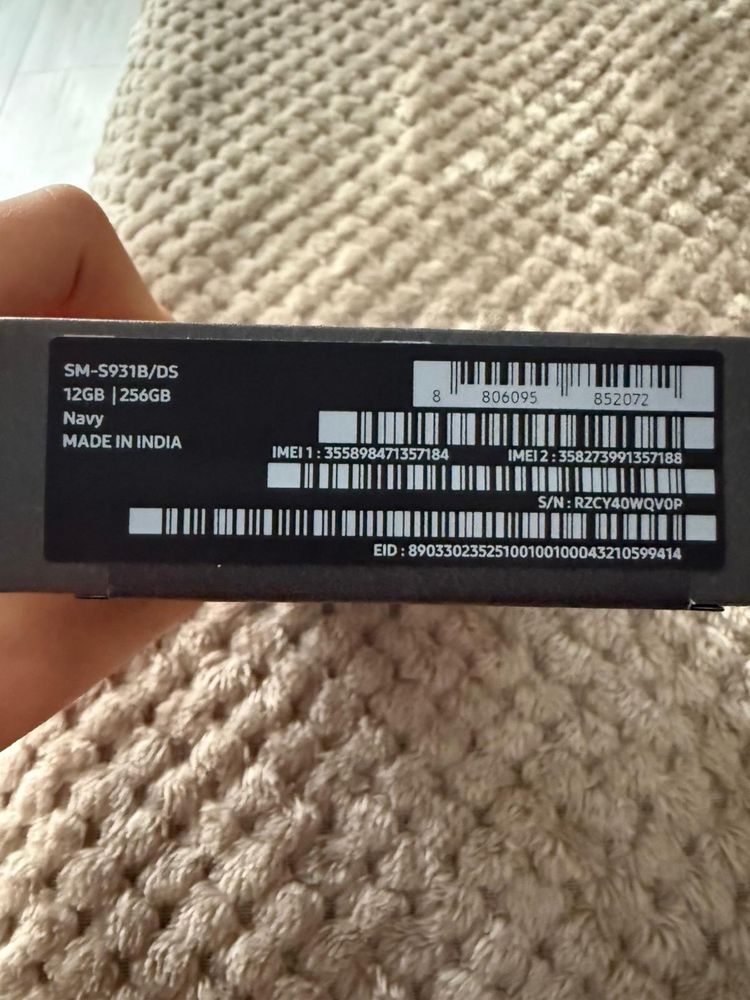 SM-S931B/DS
12GB | 256GB
Navy
MADE IN INDIA
8 806095 852072
IMEI 1 : 355898471357184 IMEI 2 : 358273991357188
S/N : RZCY40WQV0P
EID : 89033023525100100100043210599414